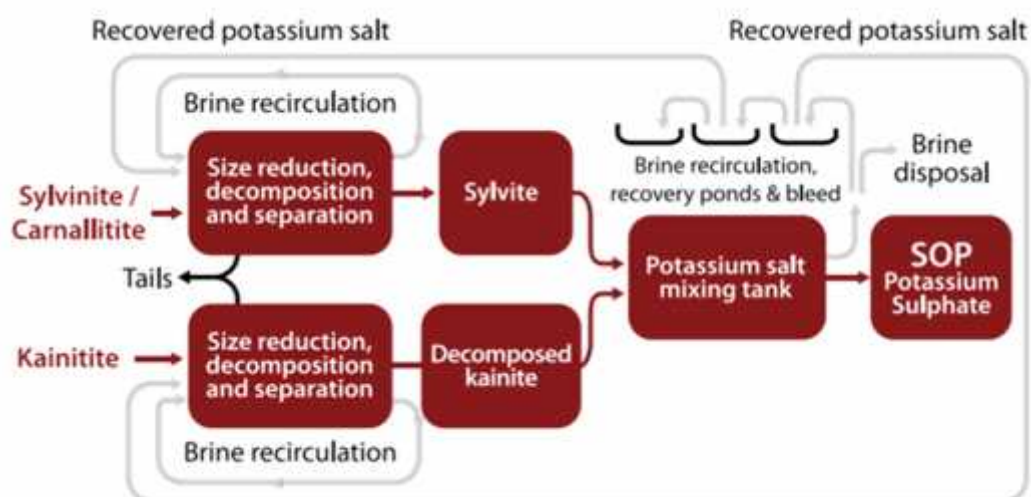 Recovered potassium salt
Recovered potassium salt
Brine recirculation
Size reduction,
decomposition
and separation
Sylvite
Brine recirculation,
recovery ponds & bleed
Brine
disposal
Sylvinite /
Carnallitite
Tails
Potassium salt
mixing tank
SOP
Potassium
Sulphate
Kainitite
Size reduction,
decomposition
and separation
Decomposed
kainite
Brine recirculation